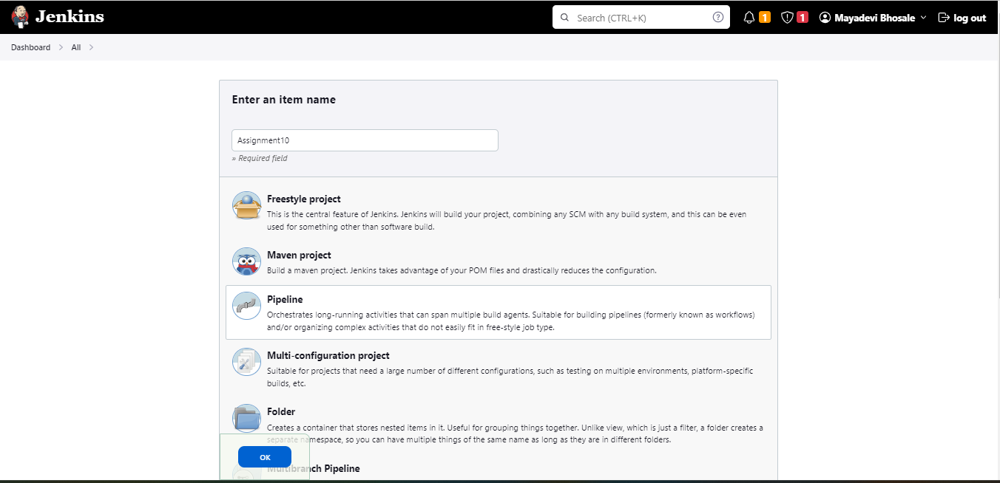 Jenkins
Search (CTRL+K)
1
1
Mayadevi Bhosale
log out
Dashboard
All
Enter an item name
Assignment10
» Required field
Freestyle project
This is the central feature of Jenkins. Jenkins will build your project, combining any SCM with any build system, and this can be even
used for something other than software build.
Maven project
Build a maven project. Jenkins takes advantage of your POM files and drastically reduces the configuration.
Pipeline
Orchestrates long-running activities that can span multiple build agents. Suitable for building pipelines (formerly known as workflows)
and/or organizing complex activities that do not easily fit in free-style job type.
Multi-configuration project
Suitable for projects that need a large number of different configurations, such as testing on multiple environments, platform-specific
builds, etc.
Folder
Creates a container that stores nested items in it. Useful for grouping things together. Unlike view, which is just a filter, a folder creates a
separate namespace, so you can have multiple things of the same name as long as they are in different folders.
OK
Multibranch Pipeline